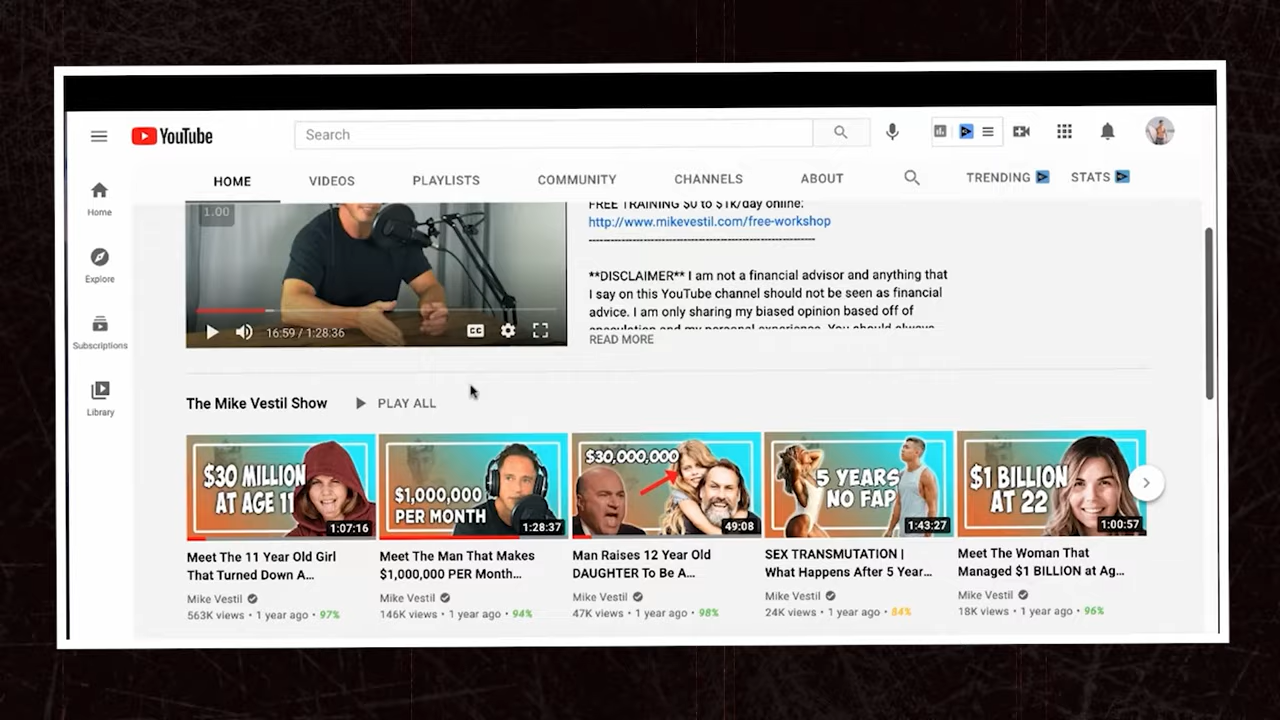 YouTube
Search
HOME
VIDEOS
PLAYLISTS
COMMUNITY
CHANNELS
ABOUT
TRENDING
STATS
Home
Explore
Subscriptions
Library
1.00
16:59 / 1:28:36
CC
FREE TRAINING $0 to $1k/day online:
http://www.mikevestil.com/free-workshop
**DISCLAIMER** I am not a financial advisor and anything that
I say on this YouTube channel should not be seen as financial
advice. I am only sharing my biased opinion based off of
speculation and my personal experience. You should always
READ MORE
The Mike Vestil Show
PLAY ALL
$30 MILLION
AT AGE 11
1:07:16
Meet The 11 Year Old Girl
That Turned Down A...
Mike Vestil
563K views • 1 year ago • 97%
$1,000,000
PER MONTH
1:28:37
Meet The Man That Makes
$1,000,000 PER Month...
Mike Vestil
146K views • 1 year ago • 94%
$30,000,000
49:08
Man Raises 12 Year Old
DAUGHTER To Be A...
Mike Vestil
47K views • 1 year ago • 98%
5 YEARS
NO FAP
1:43:27
SEX TRANSMUTATION |
What Happens After 5 Year...
Mike Vestil
24K views • 1 year ago • 84%
$1 BILLION
AT 22
1:00:57
Meet The Woman That
Managed $1 BILLION at Ag...
Mike Vestil
18K views • 1 year ago • 96%